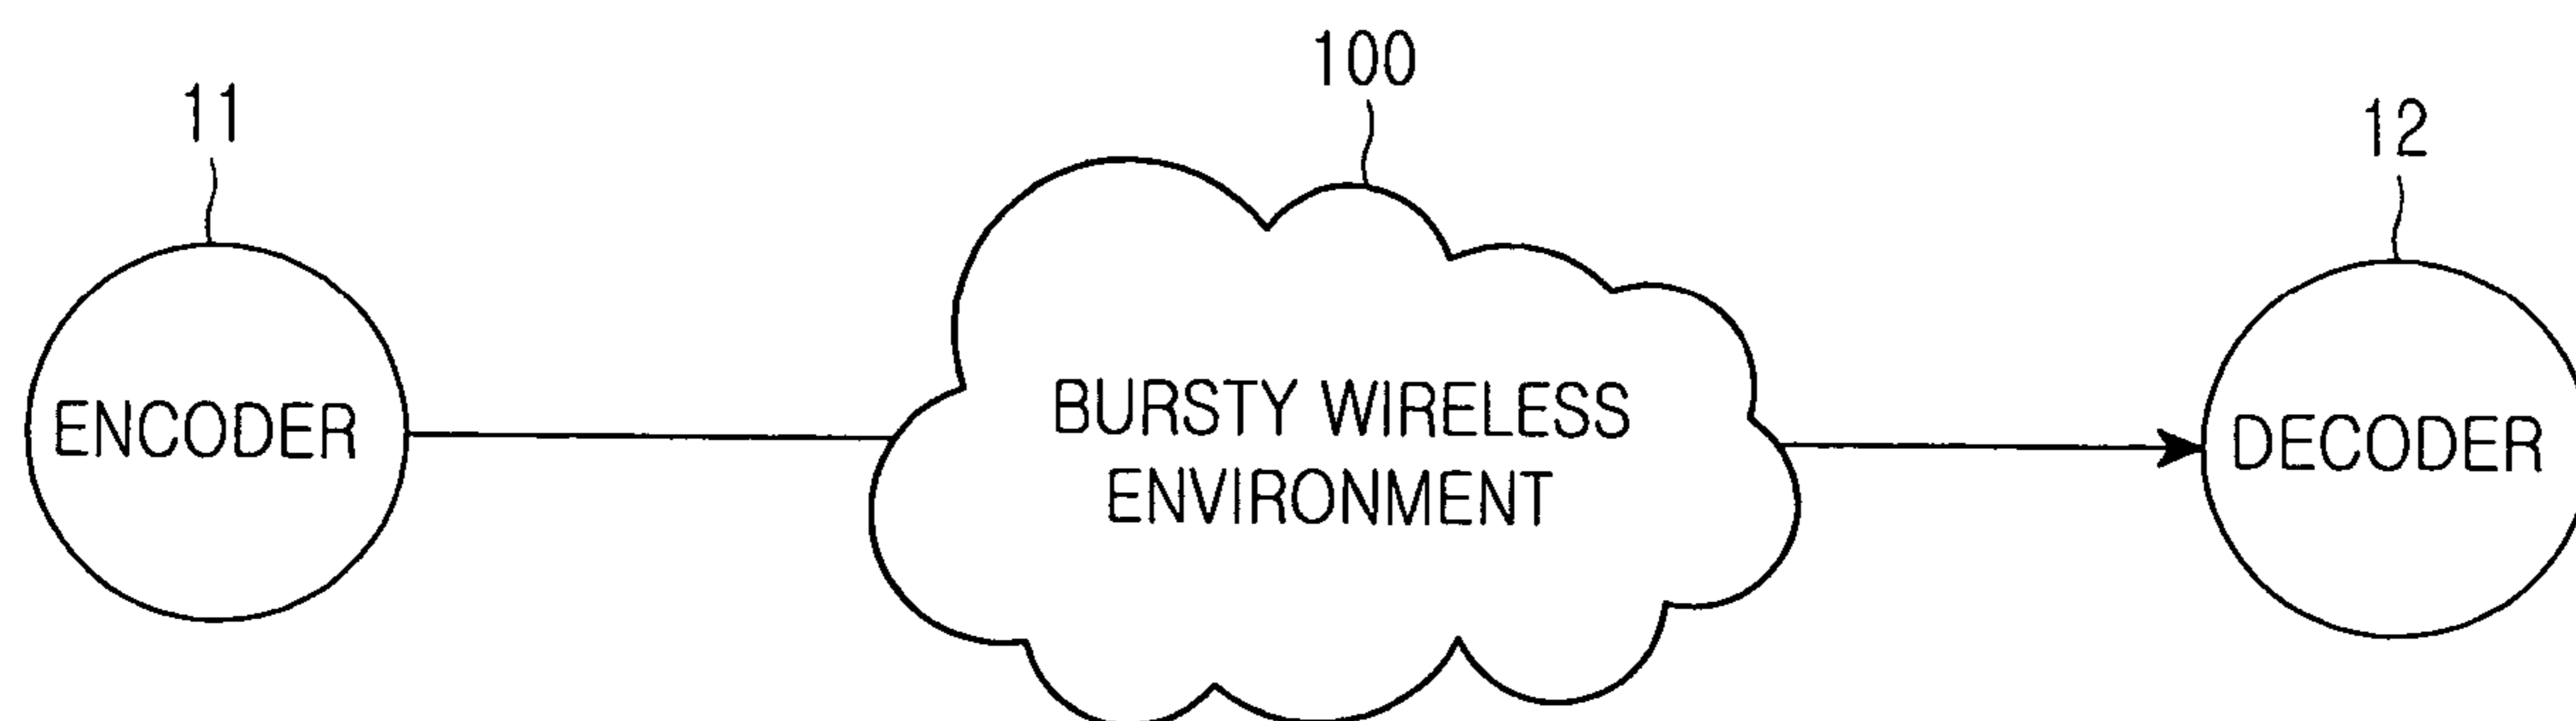 100
11
12
ENCODER
BURSTY WIRELESS
ENVIRONMENT
DECODER